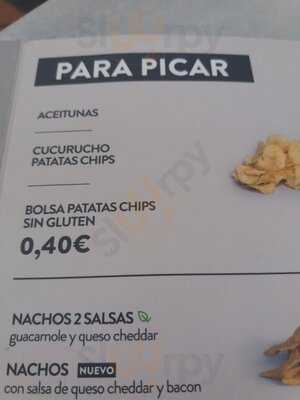 PARA PICAR
ACEITUNAS
CUCURUCHO
PATATAS CHIPS
BOLSA PATATAS CHIPS
SIN GLUTEN
0,40€
NACHOS 2 SALSAS
guacamole y queso cheddar
NACHOS NUEVO
con salsa de queso cheddar y bacon